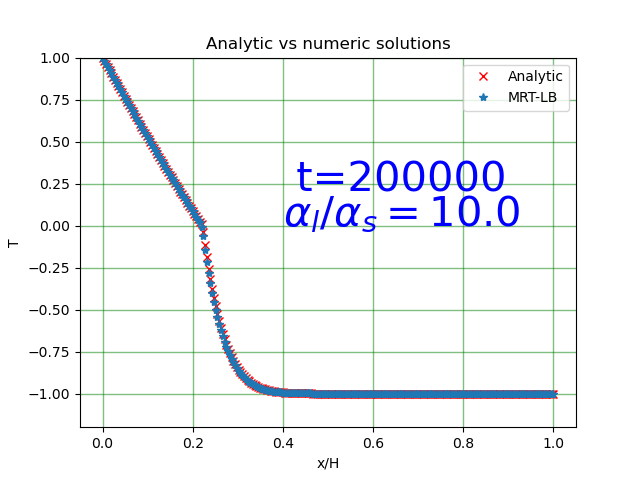 Analytic vs numeric solutions
1.00
0.75
0.50
0.25
0.00
−0.25
−0.50
−0.75
−1.00
T
Analytic
MRT-LB
t=200000
αl/αs = 10.0
0.0
0.2
0.4
0.6
0.8
1.0
x/H